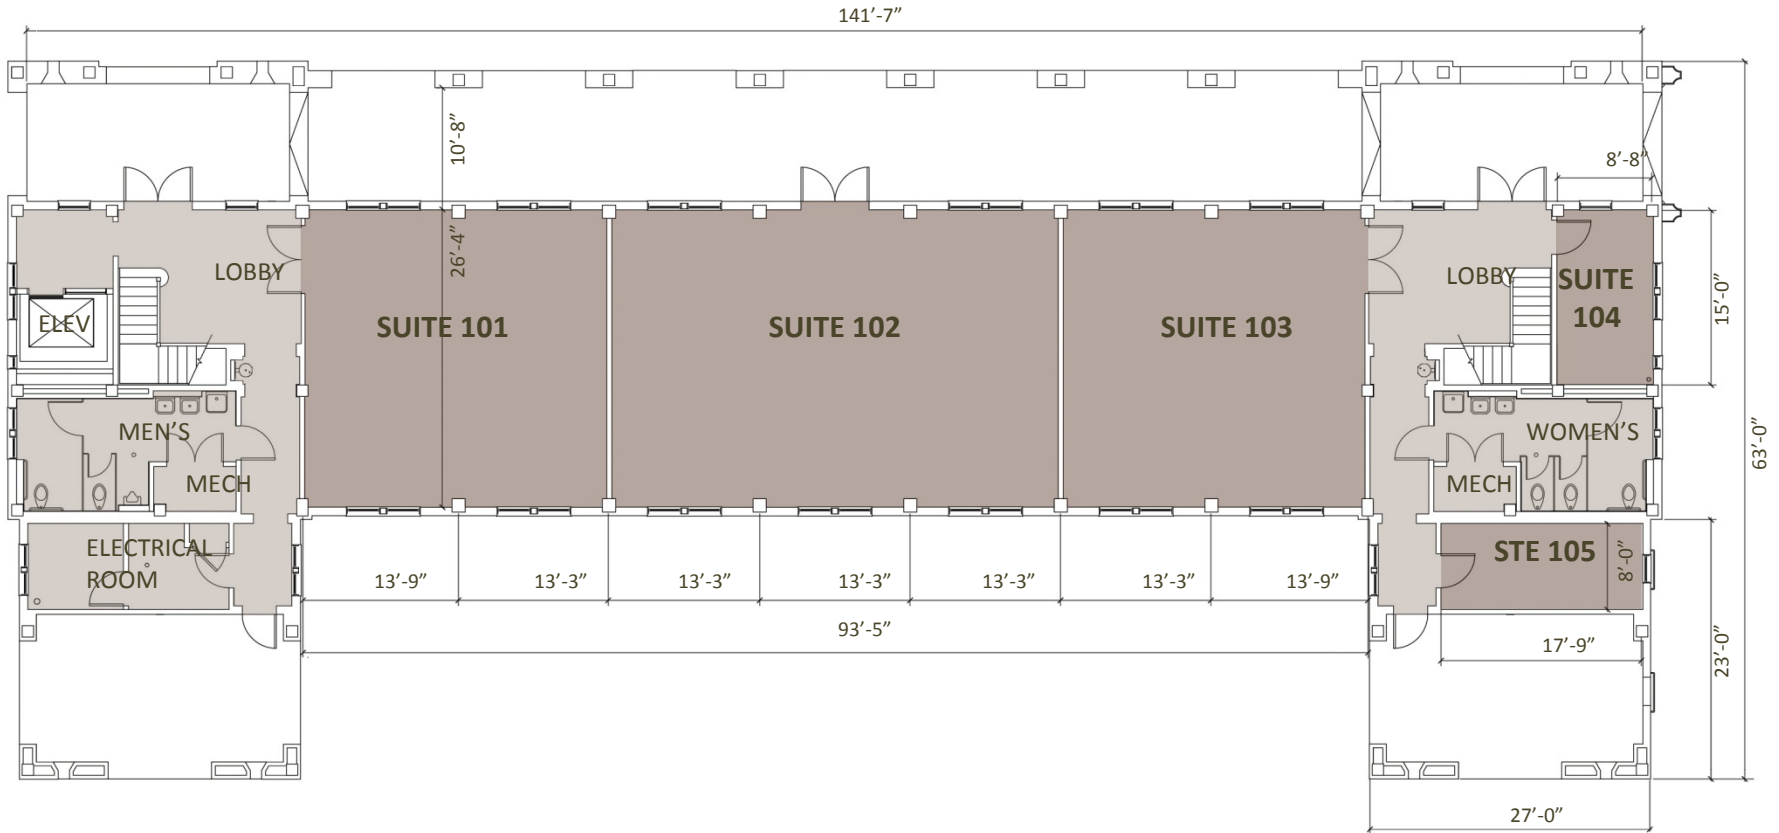 141’-7”
10’-8”
8’-8”
26’-4”
LOBBY
LOBBY
SUITE
104
15’-0”
ELEV
SUITE 101
SUITE 102
SUITE 103
MEN’S
WOMEN’S
63’-0”
MECH
MECH
ELECTRICAL
ROOM
STE 105
8’-0”
13’-9”
13’-3”
13’-3”
13’-3”
13’-3”
13’-3”
13’-9”
93’-5”
17’-9”
23’-0”
27’-0”